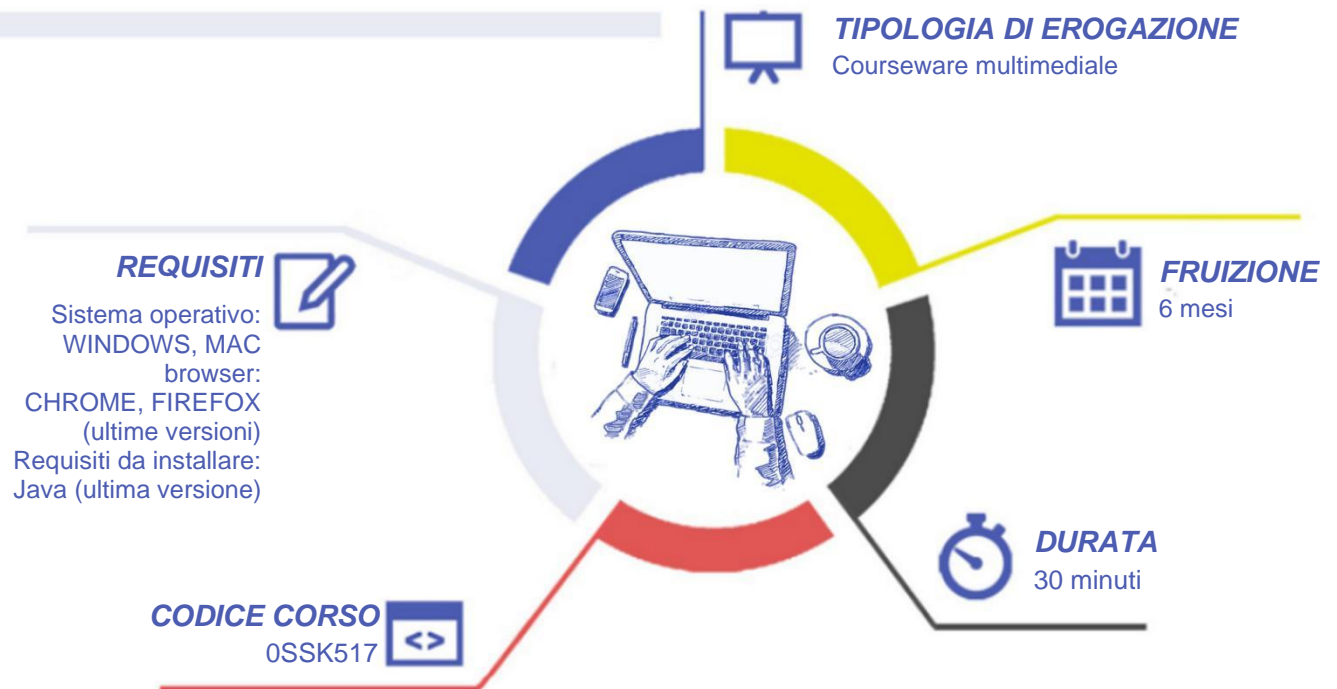 TIPOLOGIA DI EROGAZIONE
Courseware multimediale
REQUISITI
Sistema operativo:
WINDOWS, MAC
browser:
CHROME, FIREFOX
(ultime versioni)
Requisiti da installare:
Java (ultima versione)
FRUIZIONE
6 mesi
DURATA
30 minuti
CODICE CORSO
0SSK517